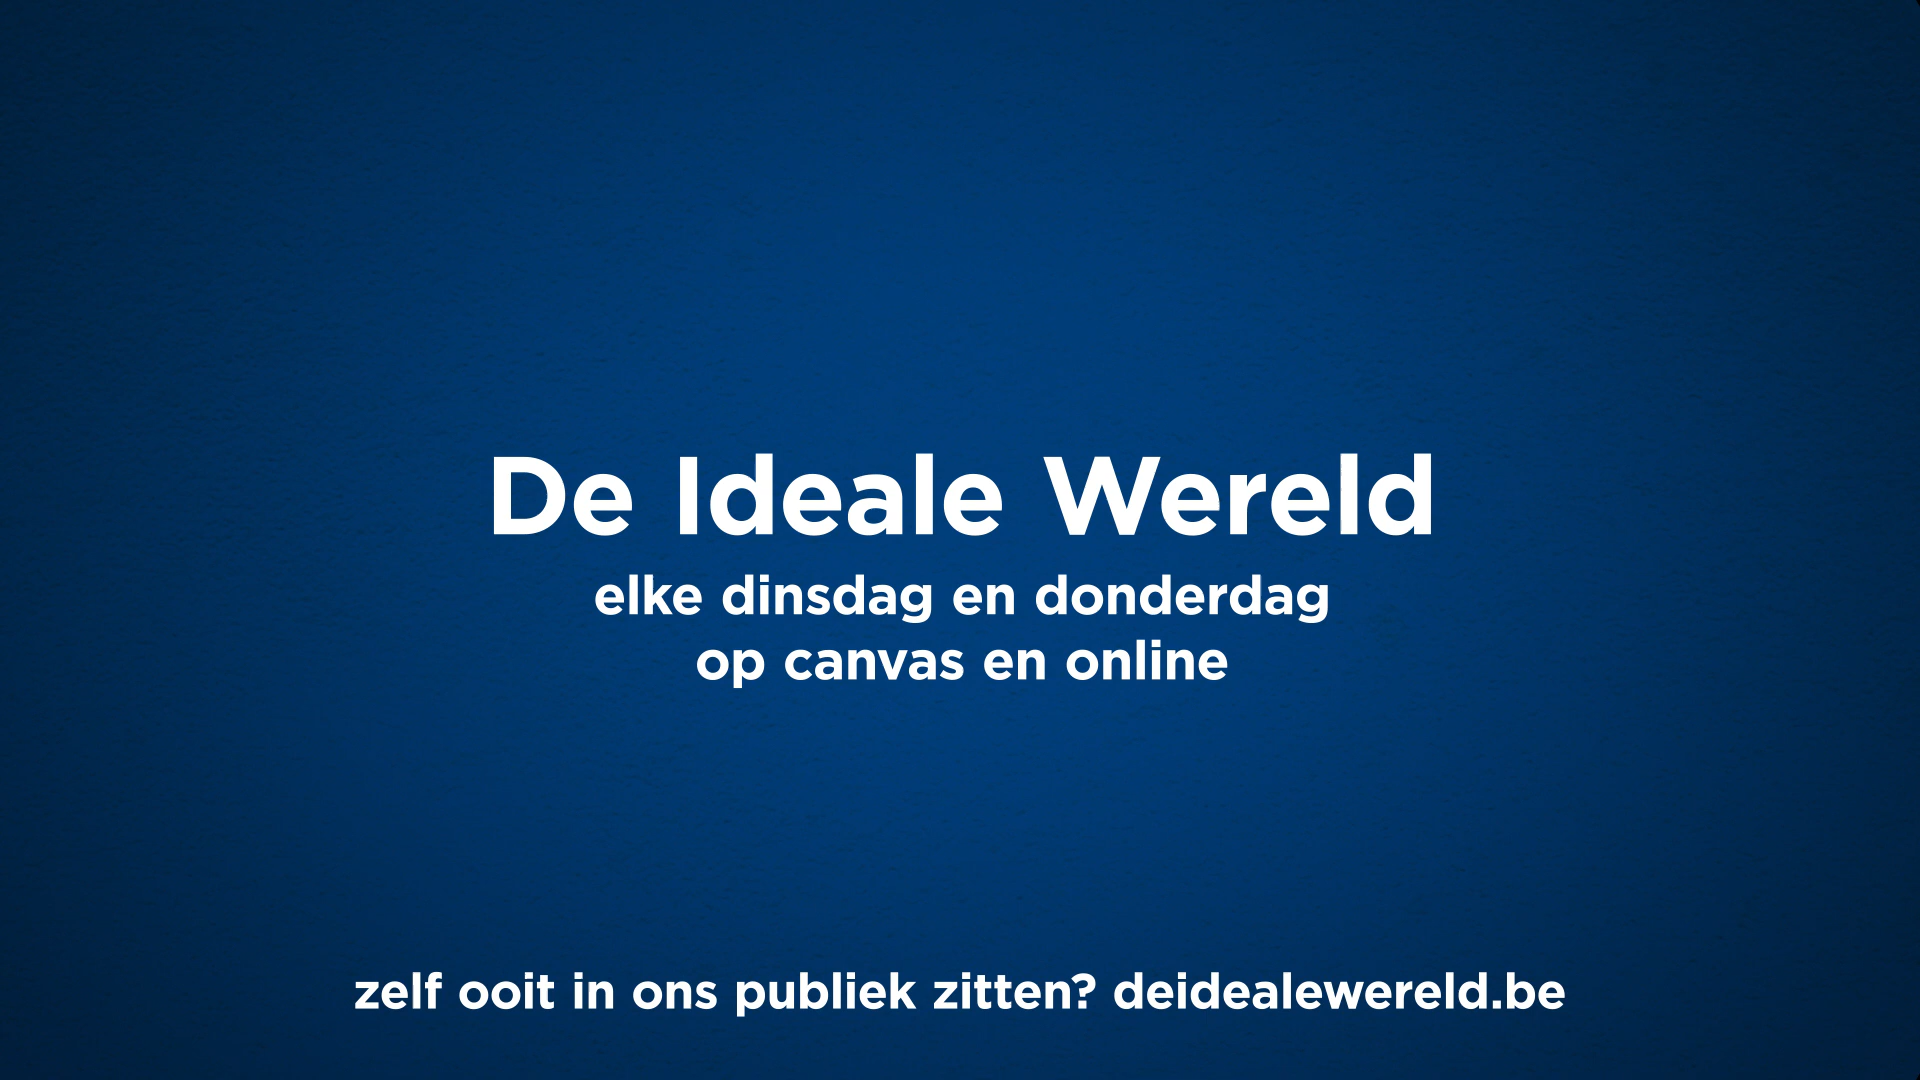 De Ideale Wereld
elke dinsdag en donderdag
op canvas en online
zelf ooit in ons publiek zitten? deidealewereld.be